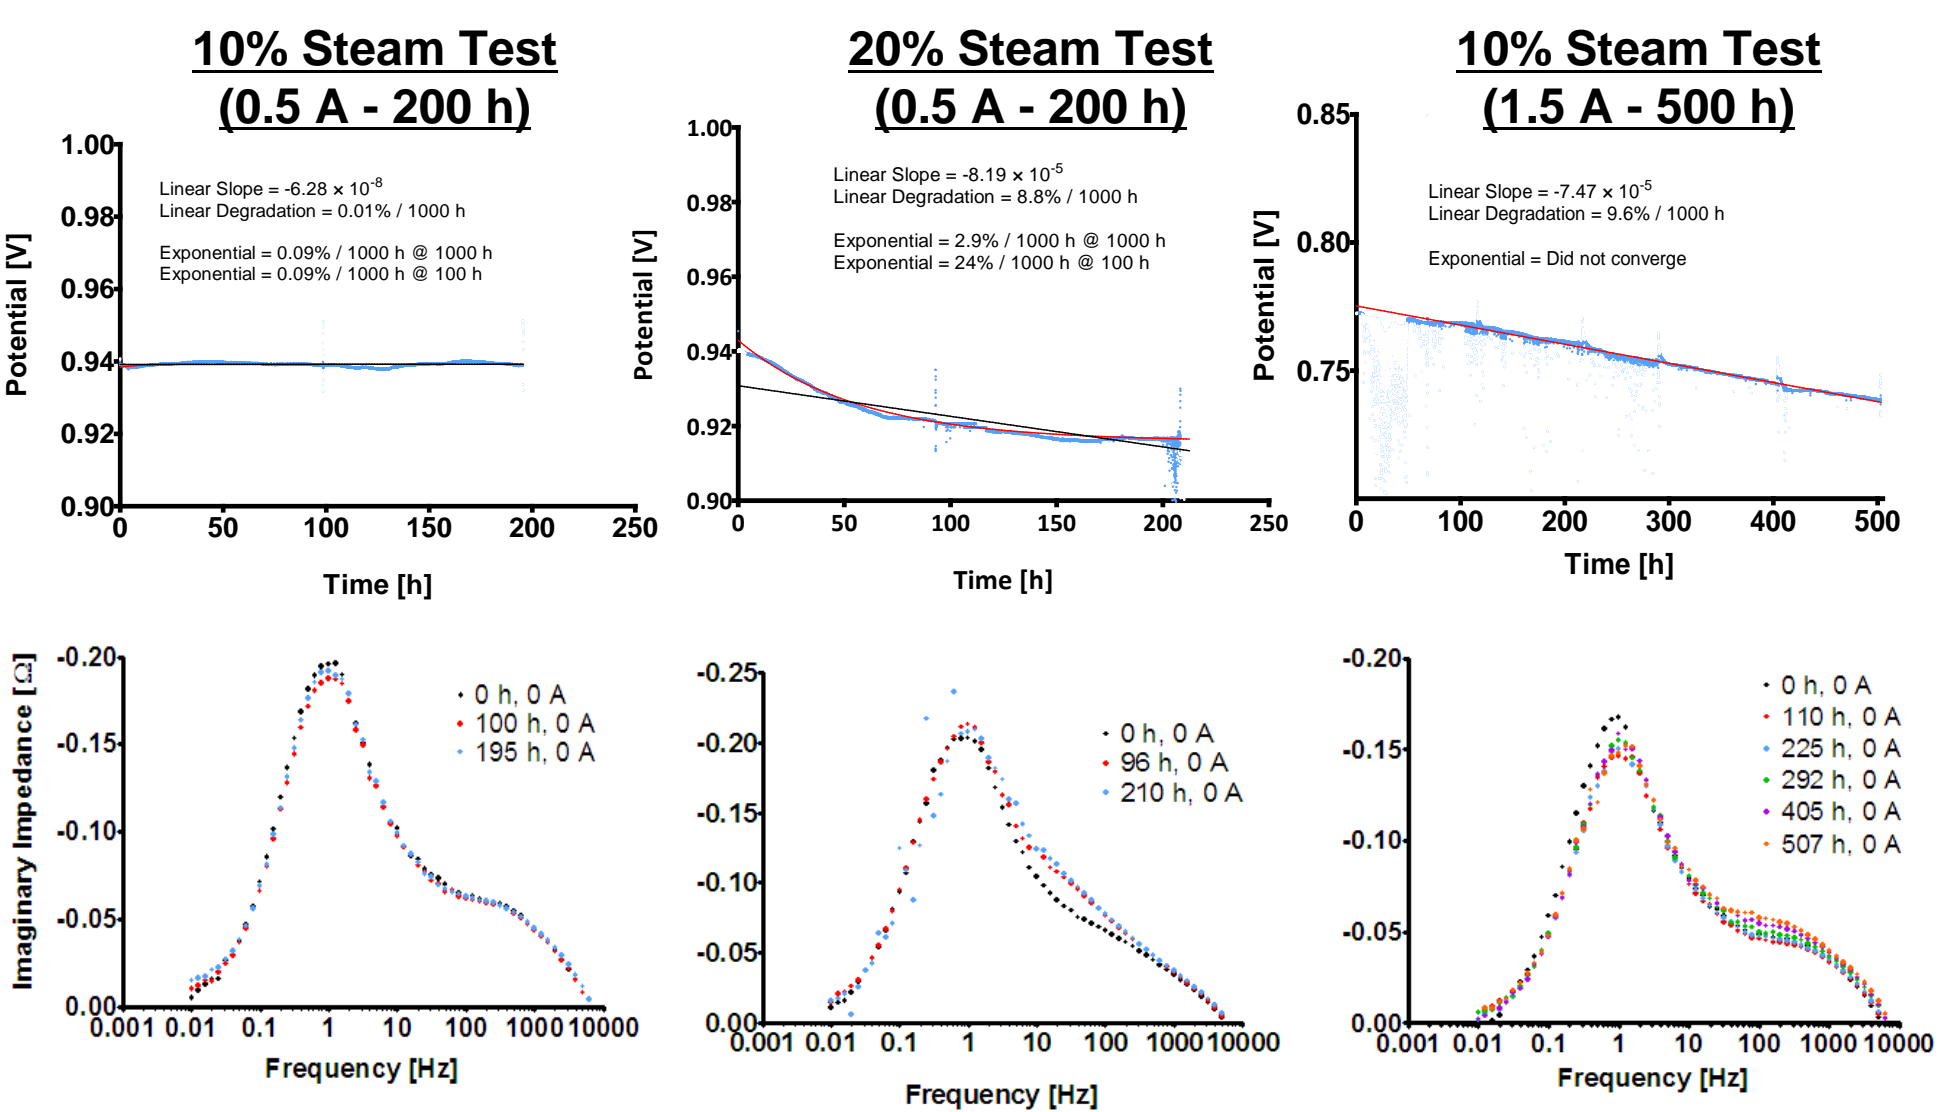 10% Steam Test
(0.5 A - 200 h)
20% Steam Test
(0.5 A - 200 h)
10% Steam Test
(1.5 A - 500 h)
Potential [V]
1.00
0.98
0.96
0.94
0.92
0.90
Linear Slope = -6.28 × 10-8
Linear Degradation = 0.01% / 1000 h
Exponential = 0.09% / 1000 h @ 1000 h
Exponential = 0.09% / 1000 h @ 100 h
0 50 100 150 200 250
Time [h]
Potential [V]
1.00
0.98
0.96
0.94
0.92
0.90
Linear Slope = -8.19 × 10-5
Linear Degradation = 8.8% / 1000 h
Exponential = 2.9% / 1000 h @ 1000 h
Exponential = 24% / 1000 h @ 100 h
0 50 100 150 200 250
Time [h]
Potential [V]
0.85
0.80
0.75
Linear Slope = -7.47 × 10-5
Linear Degradation = 9.6% / 1000 h
Exponential = Did not converge
0 100 200 300 400 500
Time [h]
Imaginary Impedance [Ω]
-0.20
-0.15
-0.10
-0.05
0.00
0 h, 0 A
100 h, 0 A
195 h, 0 A
0.001 0.01 0.1 1 10 100 1000 10000
Frequency [Hz]
-0.25
-0.20
-0.15
-0.10
-0.05
0.00
0 h, 0 A
96 h, 0 A
210 h, 0 A
0.001 0.01 0.1 1 10 100 1000 10000
Frequency [Hz]
-0.20
-0.15
-0.10
-0.05
0.00
0 h, 0 A
110 h, 0 A
225 h, 0 A
292 h, 0 A
405 h, 0 A
507 h, 0 A
0.001 0.01 0.1 1 10 100 1000 10000
Frequency [Hz]